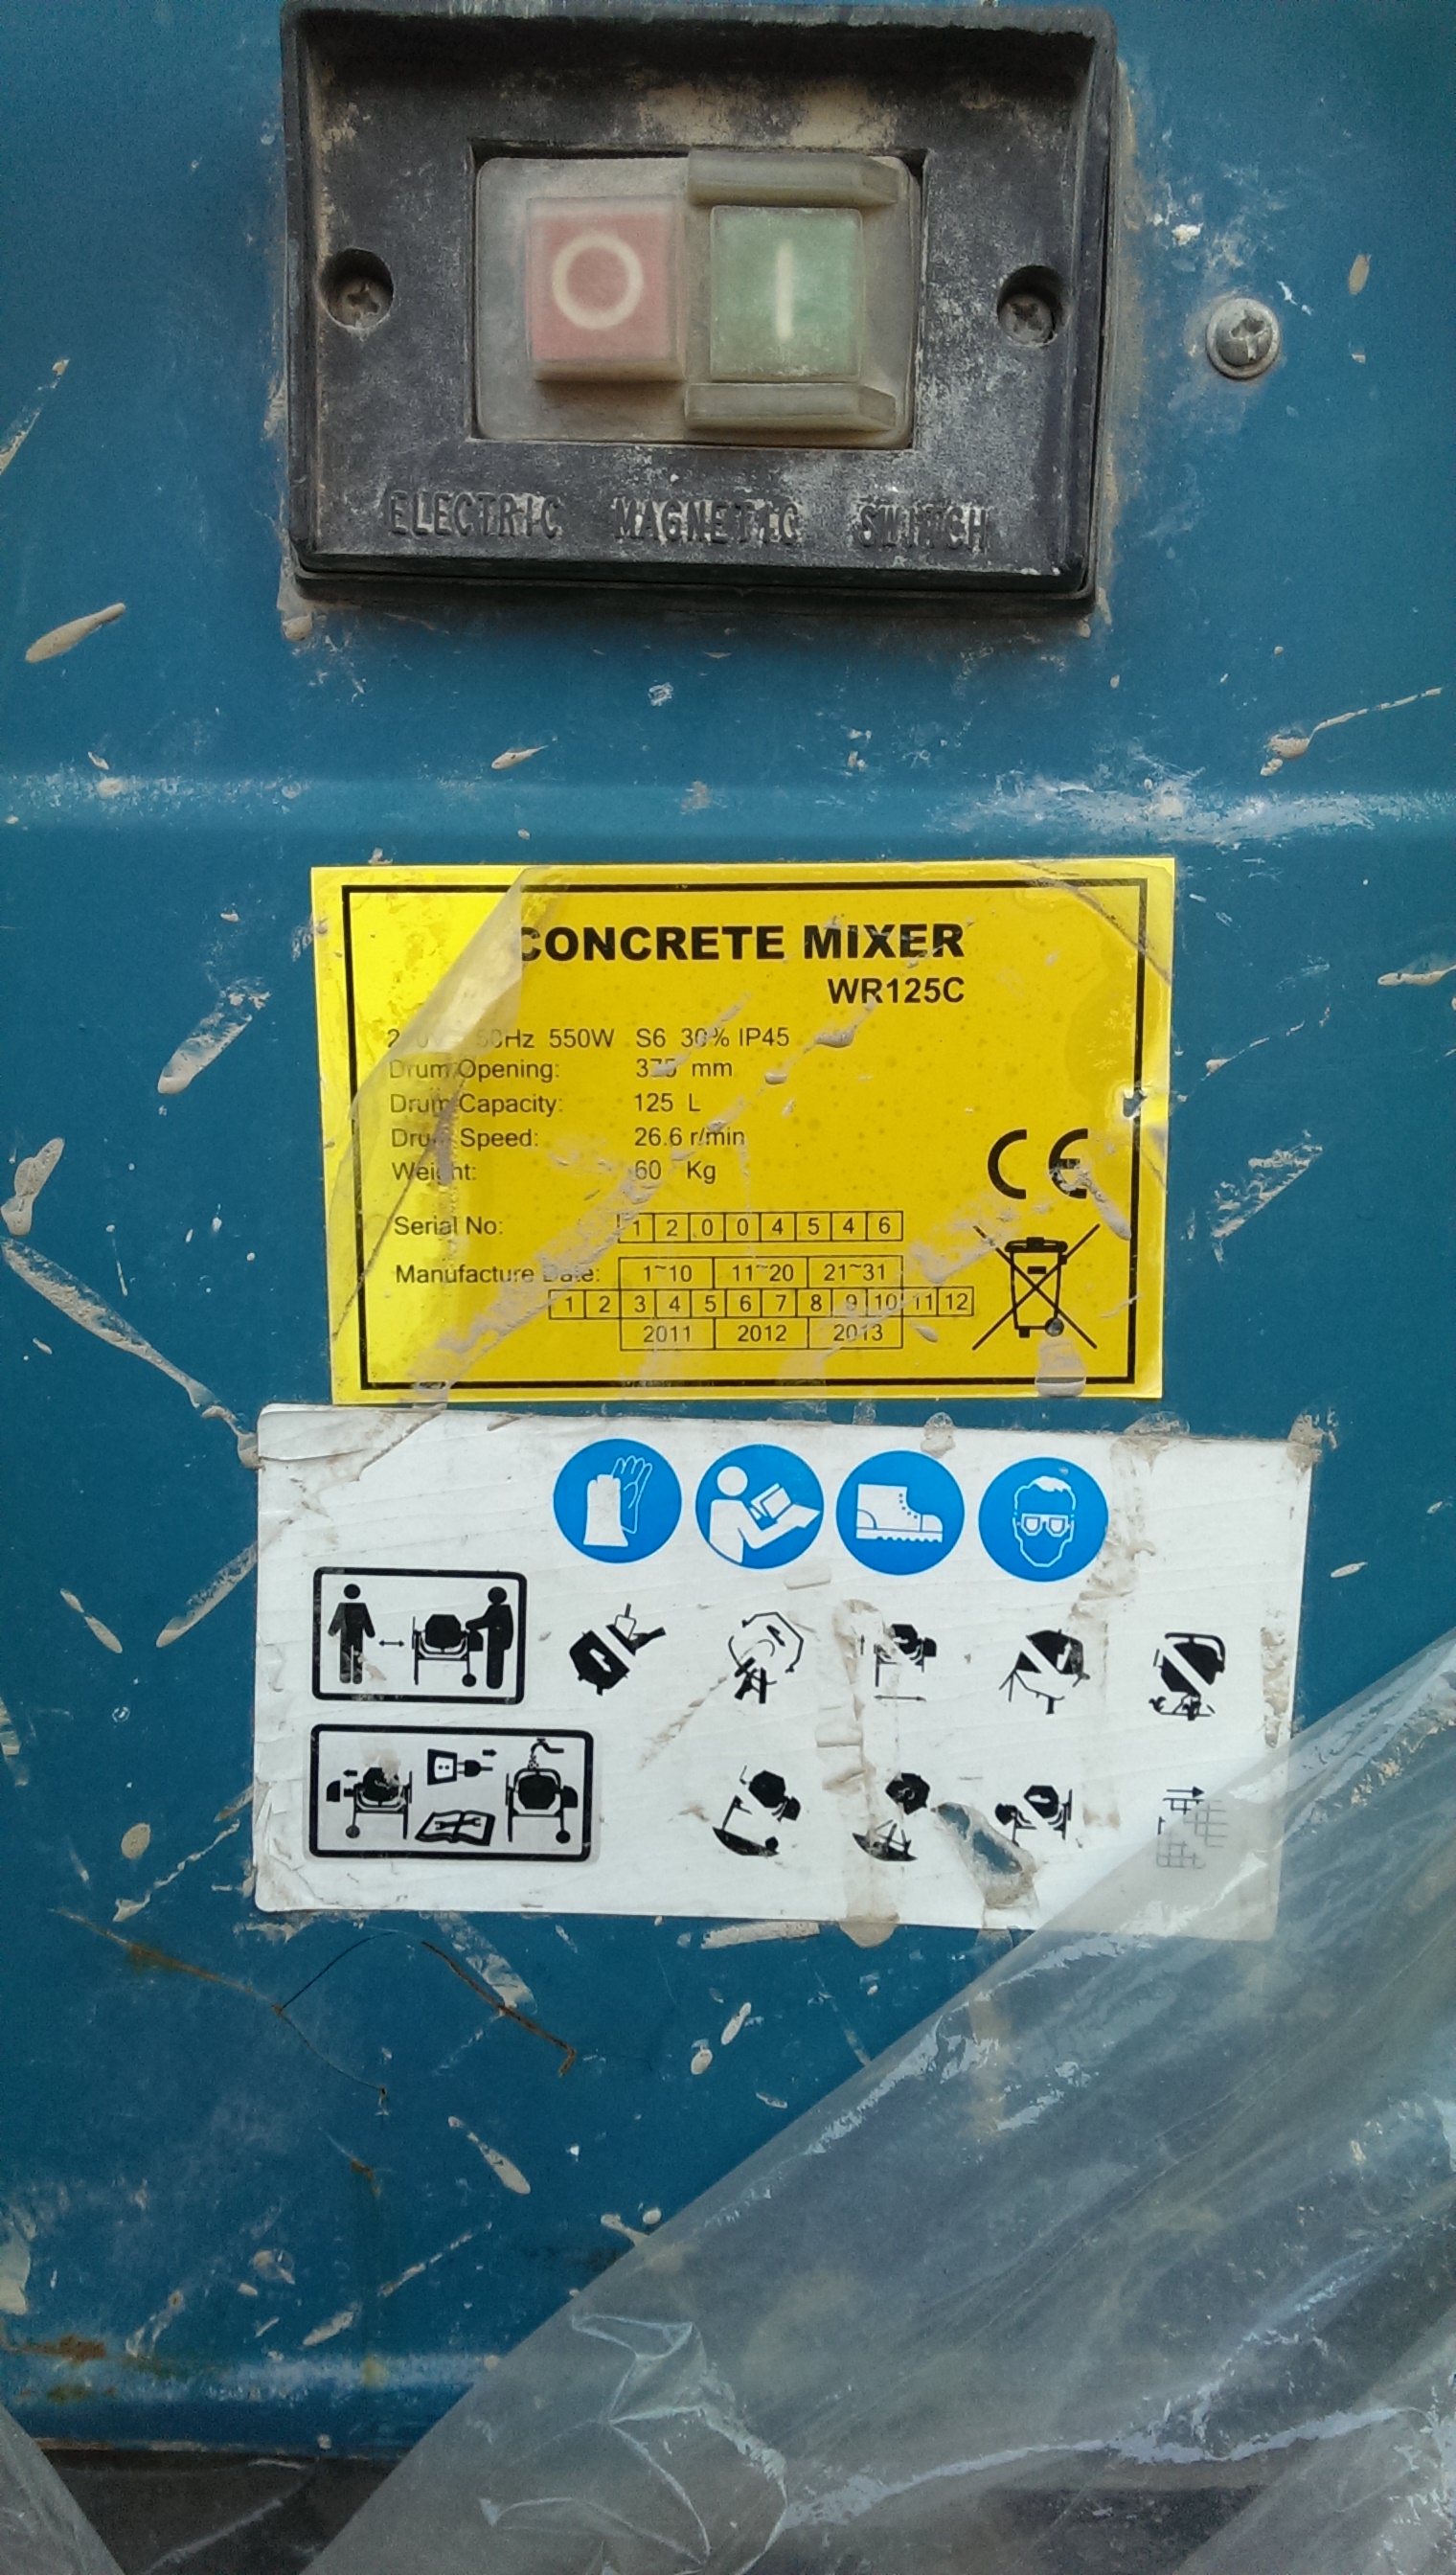 O I
ELECTRIC MAGNETIC SWITCH
CONCRETE MIXER
WR125C
50Hz 550W S6 30% IP45
Drum Opening: 375 mm
Drum Capacity: 125 L
Drum Speed: 26.6 r/min
Weight: 60 Kg
CE
Serial No: 1 2 0 0 4 5 4 6
Manufacture Date: 1~10 11~20 21~31
1 2 3 4 5 6 7 8 9 10 11 12
2011 2012 2013